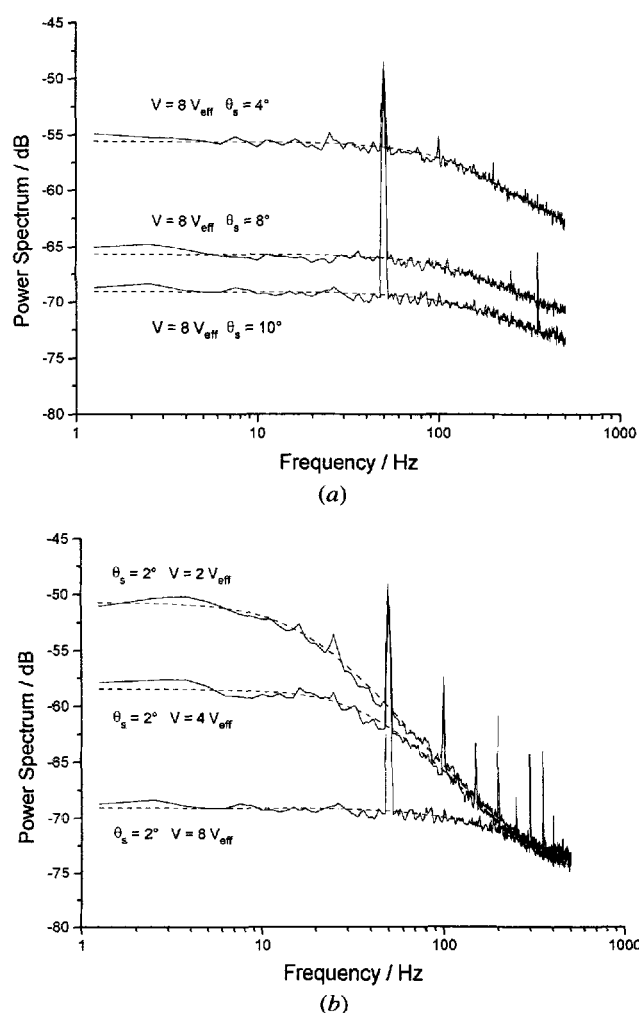 -45
-50
V = 8 V_eff θ_s = 4°
-55
-60
V = 8 V_eff θ_s = 8°
-65
-70
V = 8 V_eff θ_s = 10°
-75
-80
Power Spectrum / dB
1 10 100 1000
Frequency / Hz
(a)
-45
θ_s = 2° V = 2 V_eff
-50
-55
-60
θ_s = 2° V = 4 V_eff
-65
-70
θ_s = 2° V = 8 V_eff
-75
-80
Power Spectrum / dB
1 10 100 1000
Frequency / Hz
(b)